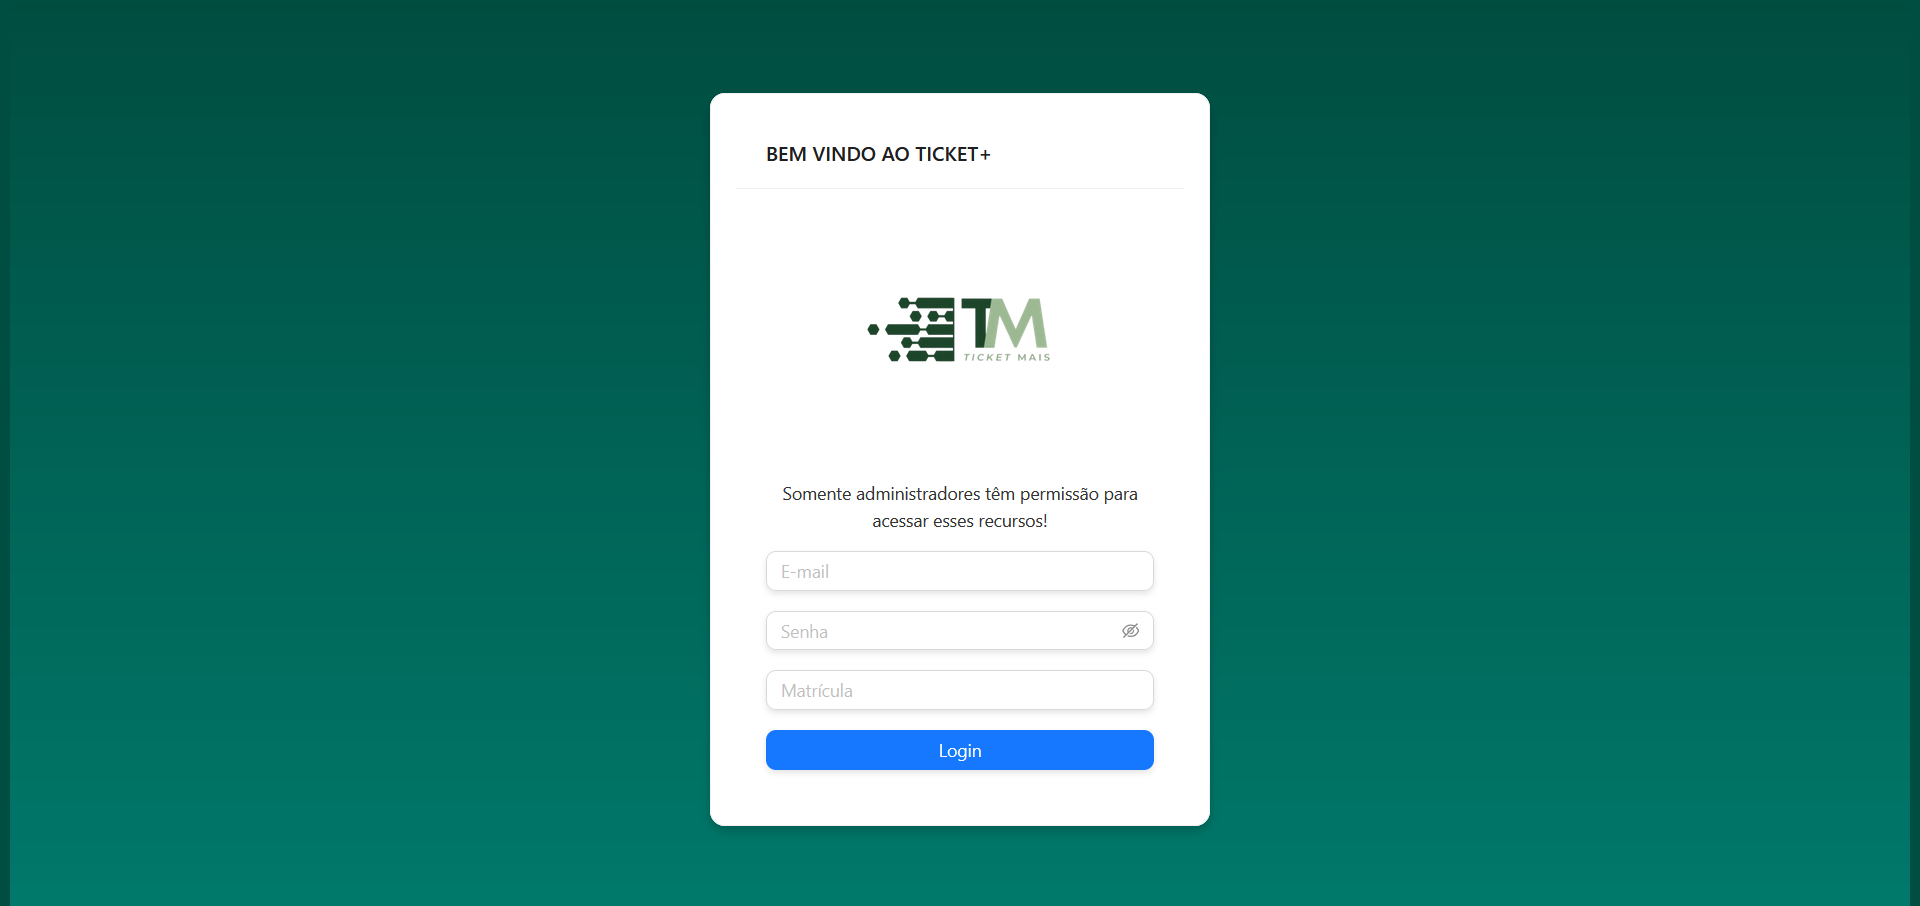 BEM VINDO AO TICKET+
TM
TICKET MAIS
Somente administradores têm permissão para
acessar esses recursos!
E-mail
Senha
Matrícula
Login